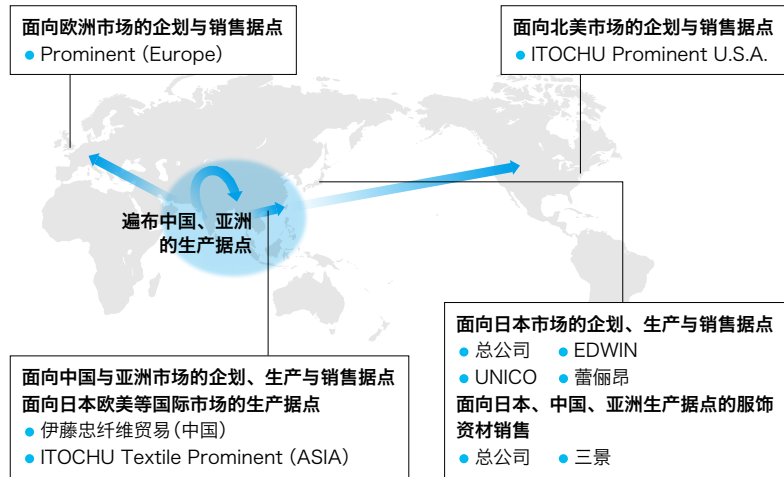 面向欧洲市场的企划与销售据点
● Prominent (Europe)
面向北美市场的企划与销售据点
● ITOCHU Prominent U.S.A.
遍布中国、亚洲
的生产据点
面向中国与亚洲市场的企划、生产与销售据点
面向日本欧美等国际市场的生产据点
● 伊藤忠纤维贸易(中国)
● ITOCHU Textile Prominent (ASIA)
面向日本市场的企划、生产与销售据点
● 总公司 ● EDWIN
● UNICO ● 蕾俪昂
面向日本、中国、亚洲生产据点的服饰
资材销售
● 总公司 ● 三景